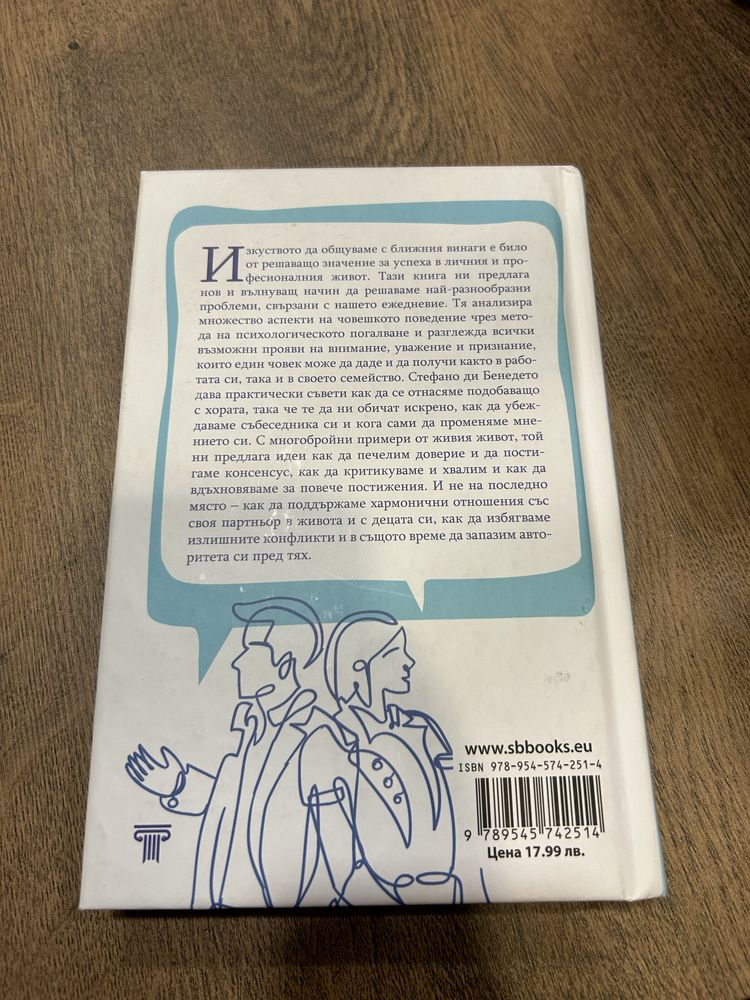 Изкуството да общуваме с ближния винаги е било
от решаващо значение за успеха в личния и про-
фесионалния живот. Тази книга ни предлага
нов и вълнуващ начин да решаваме най-разнообразни
проблеми, свързани с нашето ежедневие. Тя анализира
множество аспекти на човешкото поведение чрез мето-
да на психологическото погалване и разглежда всички
възможни прояви на внимание, уважение и признание,
които един човек може да даде и да получи както в рабо-
тата си, така и в своето семейство. Стефано ди Бенедето
дава практически съвети как да се отнасяме подобаващо
с хората, така че те да ни обичат искрено, как да убеж-
даваме събеседника си и кога сами да променяме мне-
нието си. С многобройни примери от живия живот, той
ни предлага идеи как да печелим доверие и да пости-
гаме консенсус, как да критикуваме и хвалим и как да
вдъхновяваме за повече постижения. И не на последно
място – как да поддържаме хармонични отношения със
своя партньор в живота и с децата си, как да избягваме
излишните конфликти и в същото време да запазим авто-
ритета си пред тях.
www.sbbooks.eu
ISBN 978-954-574-251-4
9 789545 742514
Цена 17.99 лв.